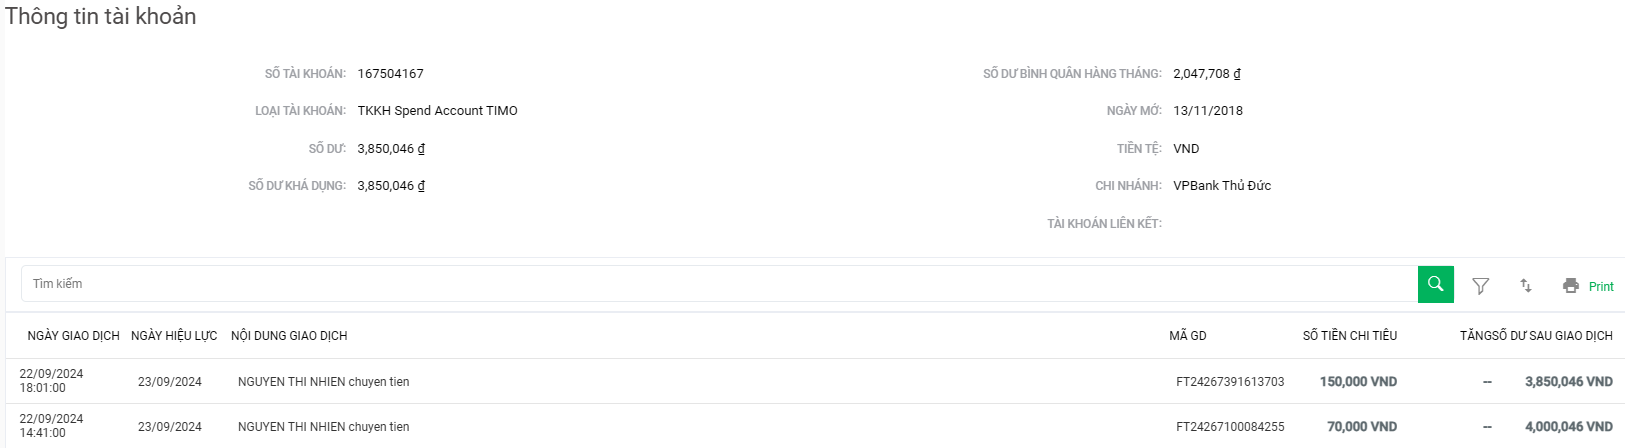 Thông tin tài khoản
SỐ TÀI KHOẢN: 167504167 SỐ DƯ BÌNH QUÂN HÀNG THÁNG: 2,047,708 ₫
LOẠI TÀI KHOẢN: TKKH Spend Account TIMO NGÀY MỞ: 13/11/2018
SỐ DƯ: 3,850,046 ₫ TIỀN TỆ: VND
SỐ DƯ KHẢ DỤNG: 3,850,046 ₫ CHI NHÁNH: VPBank Thủ Đức
TÀI KHOẢN LIÊN KẾT:
Tìm kiếm Print
NGÀY GIAO DỊCH NGÀY HIỆU LỰC NỘI DUNG GIAO DỊCH MÃ GD SỐ TIỀN CHI TIÊU TĂNG SỐ DƯ SAU GIAO DỊCH
22/09/2024
18:01:00 23/09/2024 NGUYEN THI NHIEN chuyen tien FT24267391613703 150,000 VND -- 3,850,046 VND
22/09/2024
14:41:00 23/09/2024 NGUYEN THI NHIEN chuyen tien FT24267100084255 70,000 VND -- 4,000,046 VND